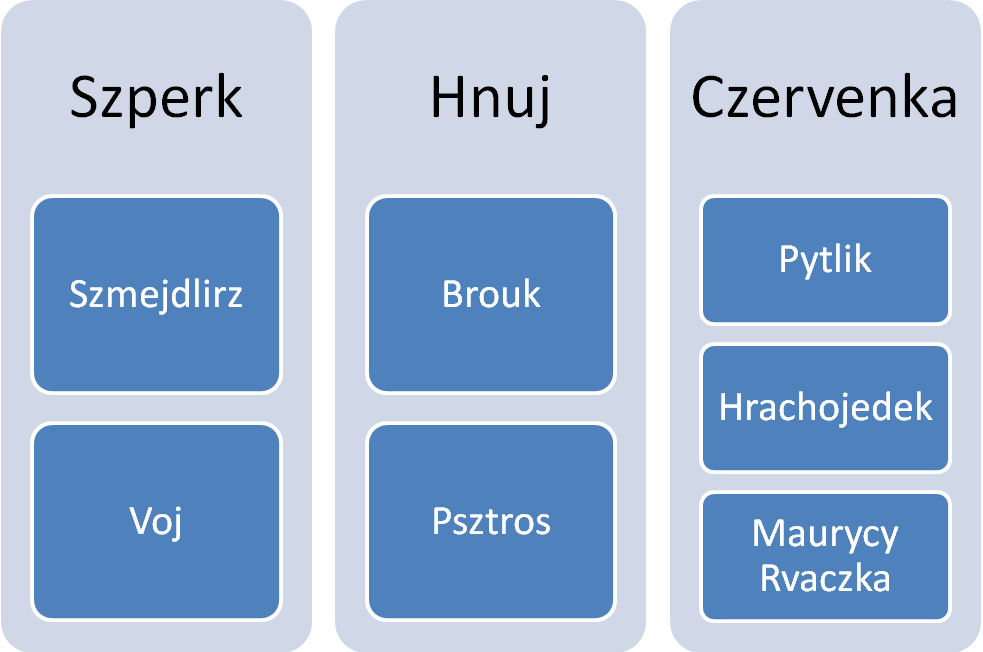 Szperk
Szmejdlirz
Voj
Hnuj
Brouk
Psztros
Czervenka
Pytlik
Hrachojedek
Maurycy
Rvaczka